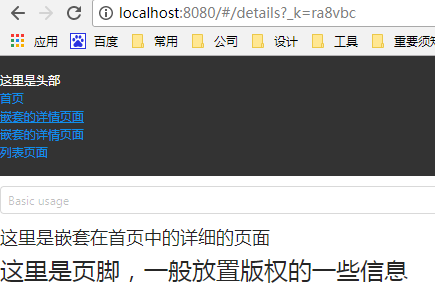 localhost:8080/#/details?_k=ra8vbc
应用 百度 常用 公司 设计 工具 重要须知
这里是头部
首页
嵌套的详情页面
嵌套的详情页面
列表页面
Basic usage
这里是嵌套在首页中的详细的页面
这里是页脚，一般放置版权的一些信息